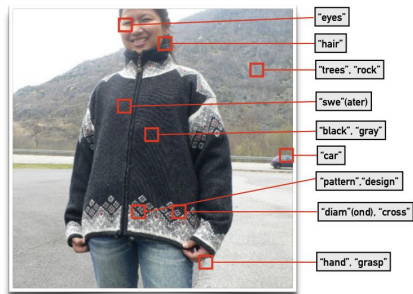 "eyes"
"hair"
"trees", "rock"
"swe"(ater)
"black", "gray"
"car"
"pattern","design"
"diam"(ond), "cross"
"hand", "grasp"